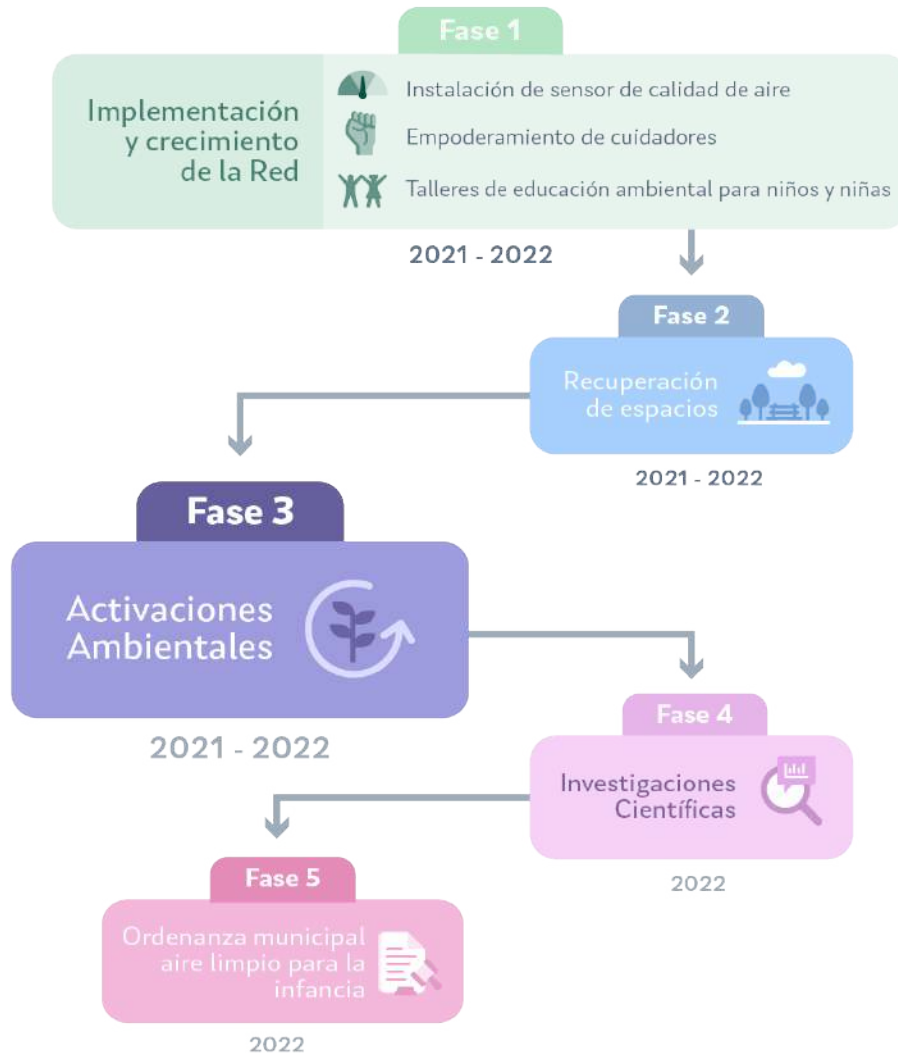 Fase 1
Implementación
y crecimiento
de la Red
Instalación de sensor de calidad de aire
Empoderamiento de cuídadores
Talleres de educación ambiental para niños y niñas
2021 - 2022
Fase 2
Recuperación
de espacios
2021 - 2022
Fase 3
Activaciones
Ambientales
2021 - 2022
Fase 4
Investigaciones
Científicas
2022
Fase 5
Ordenanza municipal
aire limpio para la
infancia
2022